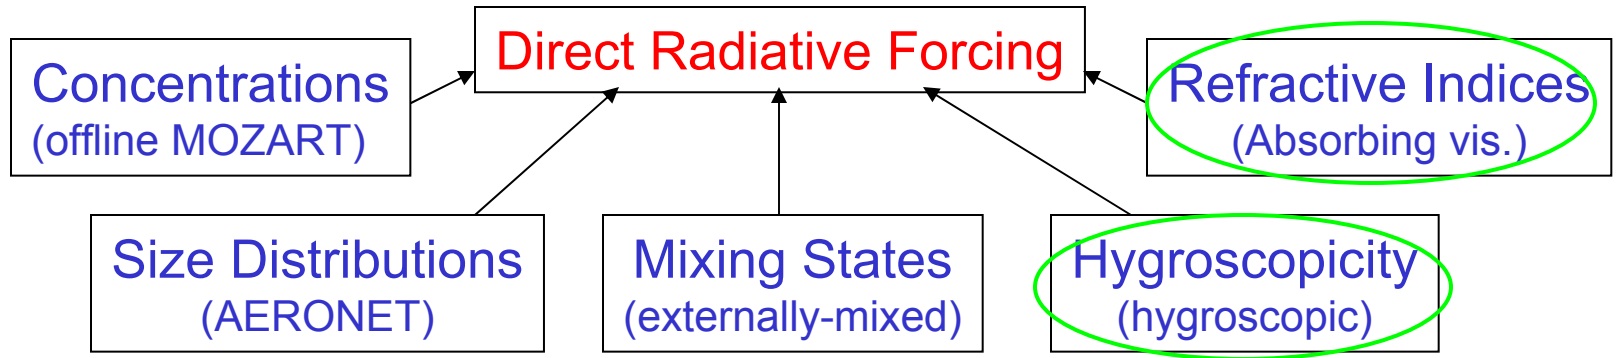 Direct Radiative Forcing
Concentrations
(offline MOZART)
Refractive Indices
(Absorbing vis.)
Size Distributions
(AERONET)
Mixing States
(externally-mixed)
Hygroscopicity
(hygroscopic)